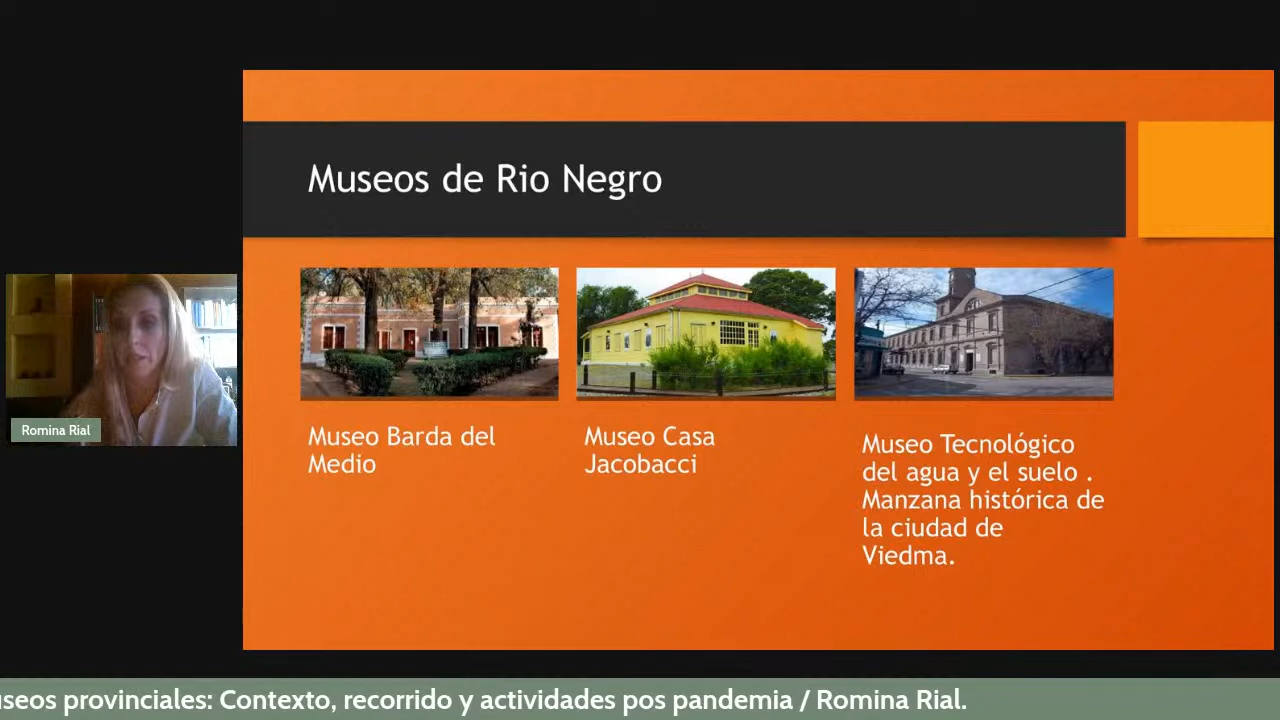 Museos de Rio Negro
Museo Barda del
Medio
Museo Casa
Jacobacci
Museo Tecnológico
del agua y el suelo .
Manzana histórica de
la ciudad de
Viedma.
Romina Rial
useos provinciales: Contexto, recorrido y actividades pos pandemia / Romina Rial.